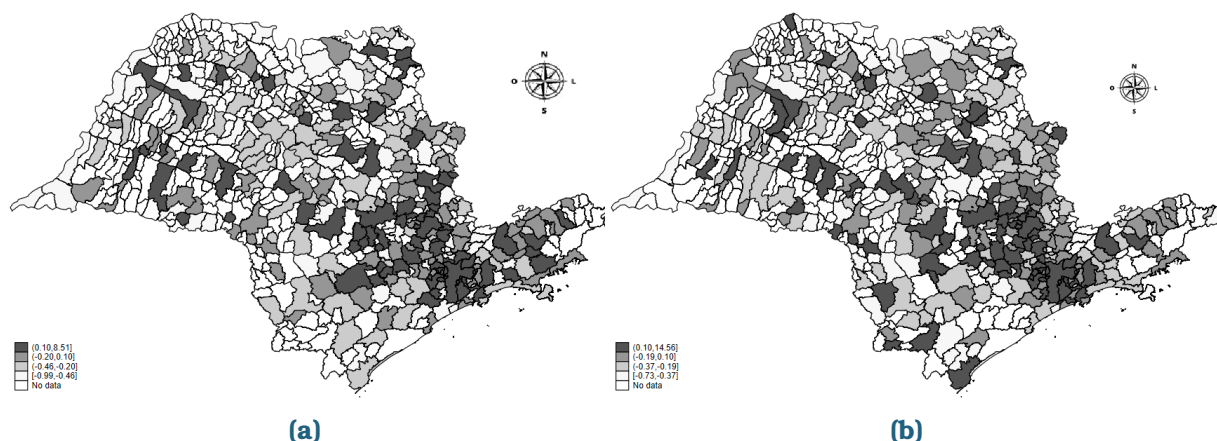 N
O L
S
(0.10,8.51]
(-0.20,0.10]
(-0.46,-0.20]
[-0.99,-0.46]
No data
(a)
N
O L
S
(0.10,14.56]
(-0.19,0.10]
(-0.37,-0.19]
[-0.73,-0.37]
No data
(b)